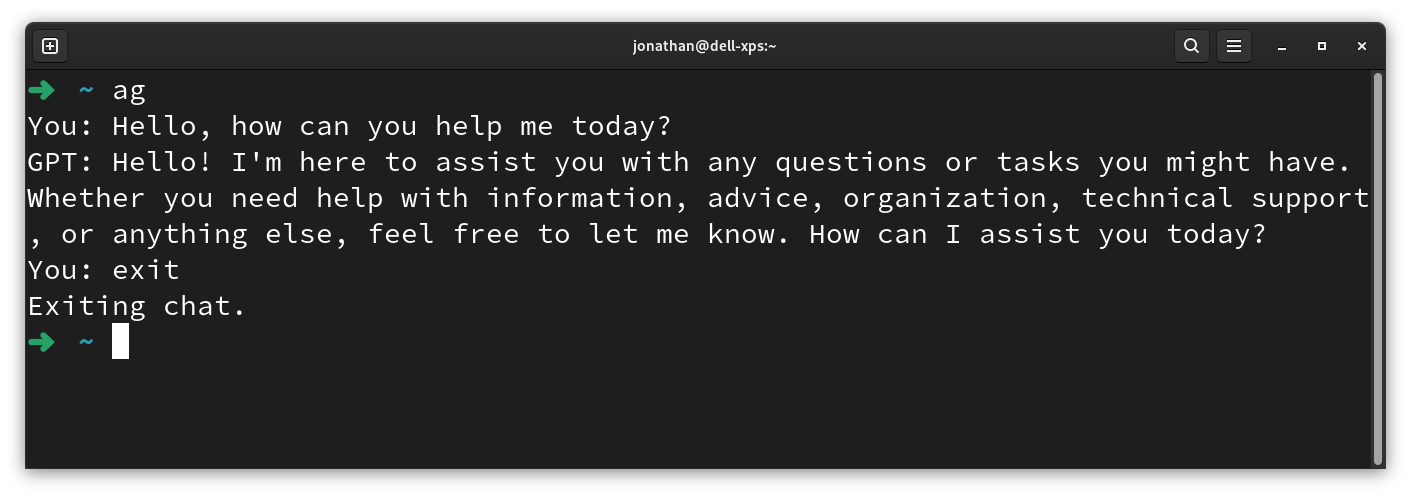 jonathan@dell-xps:~
➜ ~ ag
You: Hello, how can you help me today?
GPT: Hello! I'm here to assist you with any questions or tasks you might have.
Whether you need help with information, advice, organization, technical support
, or anything else, feel free to let me know. How can I assist you today?
You: exit
Exiting chat.
➜ ~